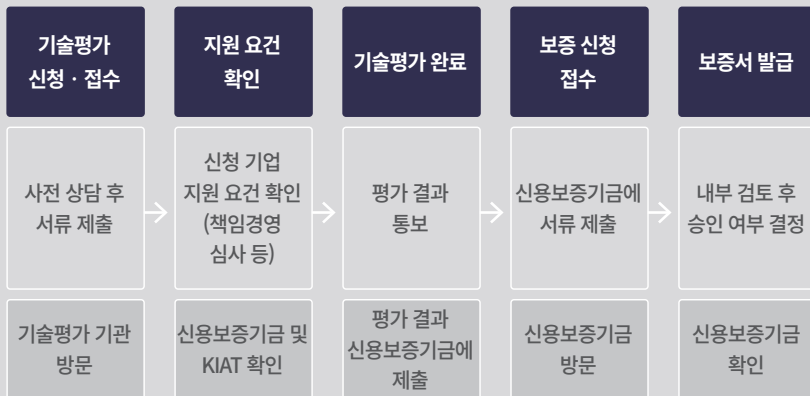 기술평가
신청 · 접수
지원 요건
확인
기술평가 완료
보증 신청
접수
보증서 발급
사전 상담 후
서류 제출
신청 기업
지원 요건 확인
(책임경영
심사 등)
평가 결과
통보
신용보증기금에
서류 제출
내부 검토 후
승인 여부 결정
기술평가 기관
방문
신용보증기금 및
KIAT 확인
평가 결과
신용보증기금에
제출
신용보증기금
방문
신용보증기금
확인